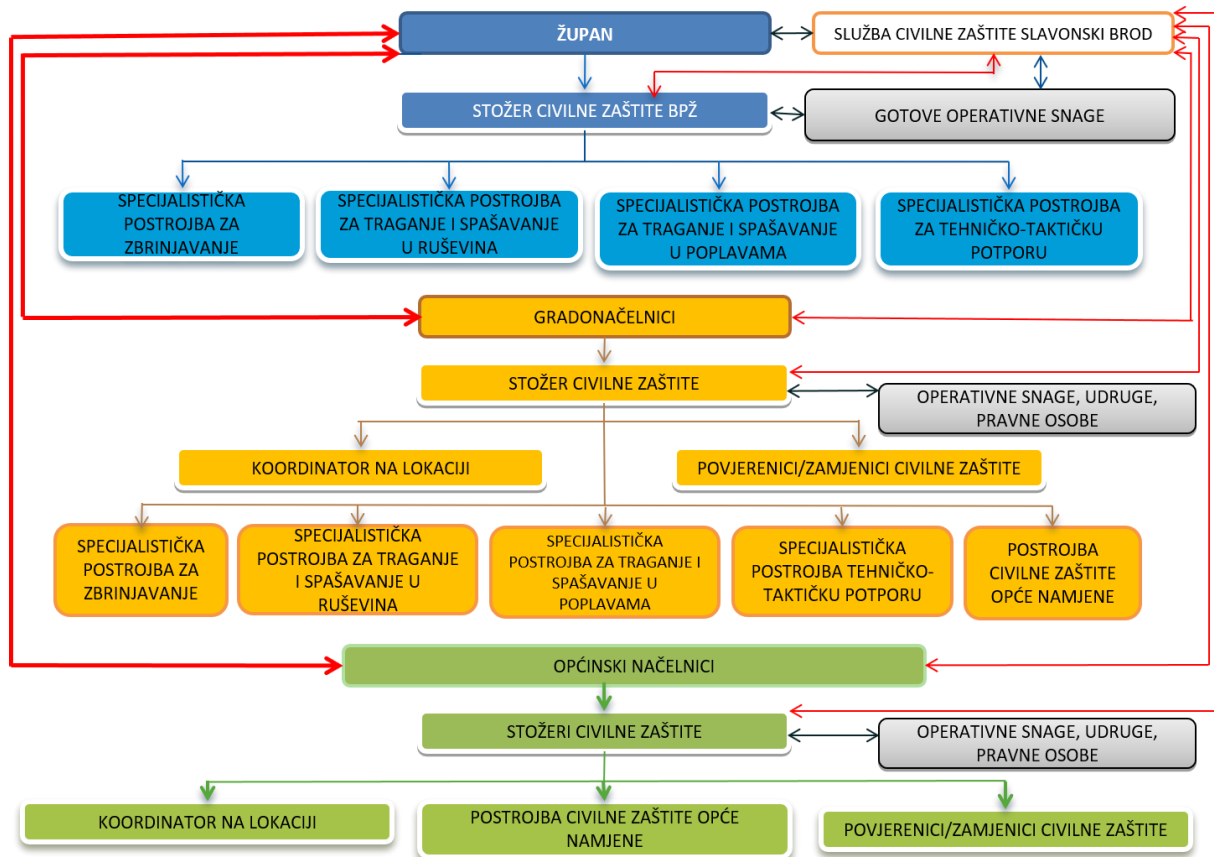 ŽUPAN
SLUŽBA CIVILNE ZAŠTITE SLAVONSKI BROD
STOŽER CIVILNE ZAŠTITE BPŽ
GOTOVE OPERATIVNE SNAGE
SPECIJALISTIČKA
POSTROJBA ZA
ZBRINJAVANJE
SPECIJALISTIČKA POSTROJBA
ZA TRAGANJE I SPAŠAVANJE
U RUŠEVINA
SPECIJALISTIČKA POSTROJBA
ZA TRAGANJE I SPAŠAVANJE
U POPLAVAMA
SPECIJALISTIČKA POSTROJBA
ZA TEHNIČKO-TAKTIČKU
POTPORU
GRADONAČELNICI
STOŽER CIVILNE ZAŠTITE
OPERATIVNE SNAGE, UDRUGE,
PRAVNE OSOBE
KOORDINATOR NA LOKACIJI
POVJERENICI/ZAMJENICI CIVILNE ZAŠTITE
SPECIJALISTIČKA
POSTROJBA ZA
ZBRINJAVANJE
SPECIJALISTIČKA
POSTROJBA ZA TRAGANJE
I SPAŠAVANJE U
RUŠEVINA
SPECIJALISTIČKA
POSTROJBA ZA TRAGANJE I
SPAŠAVANJE U
POPLAVAMA
SPECIJALISTIČKA
POSTROJBA TEHNIČKO-
TAKTIČKU POTPORU
POSTROJBA
CIVILNE ZAŠTITE
OPĆE NAMJENE
OPĆINSKI NAČELNICI
STOŽERI CIVILNE ZAŠTITE
OPERATIVNE SNAGE, UDRUGE,
PRAVNE OSOBE
KOORDINATOR NA LOKACIJI
POSTROJBA CIVILNE ZAŠTITE OPĆE
NAMJENE
POVJERENICI/ZAMJENICI CIVILNE ZAŠTITE